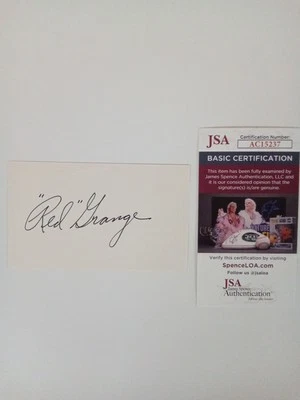 "Red" Grange
JSA
Certification Number:
AC15237
BASIC CERTIFICATION
This item has been fully examined by
James Spence Authentication, LLC and
it is our considered opinion that the
signature(s) is/are genuine.
Verify this certification by visiting
SpenceLOA.com
Follow us @jsaloa
JSA
James Spence
Authentication